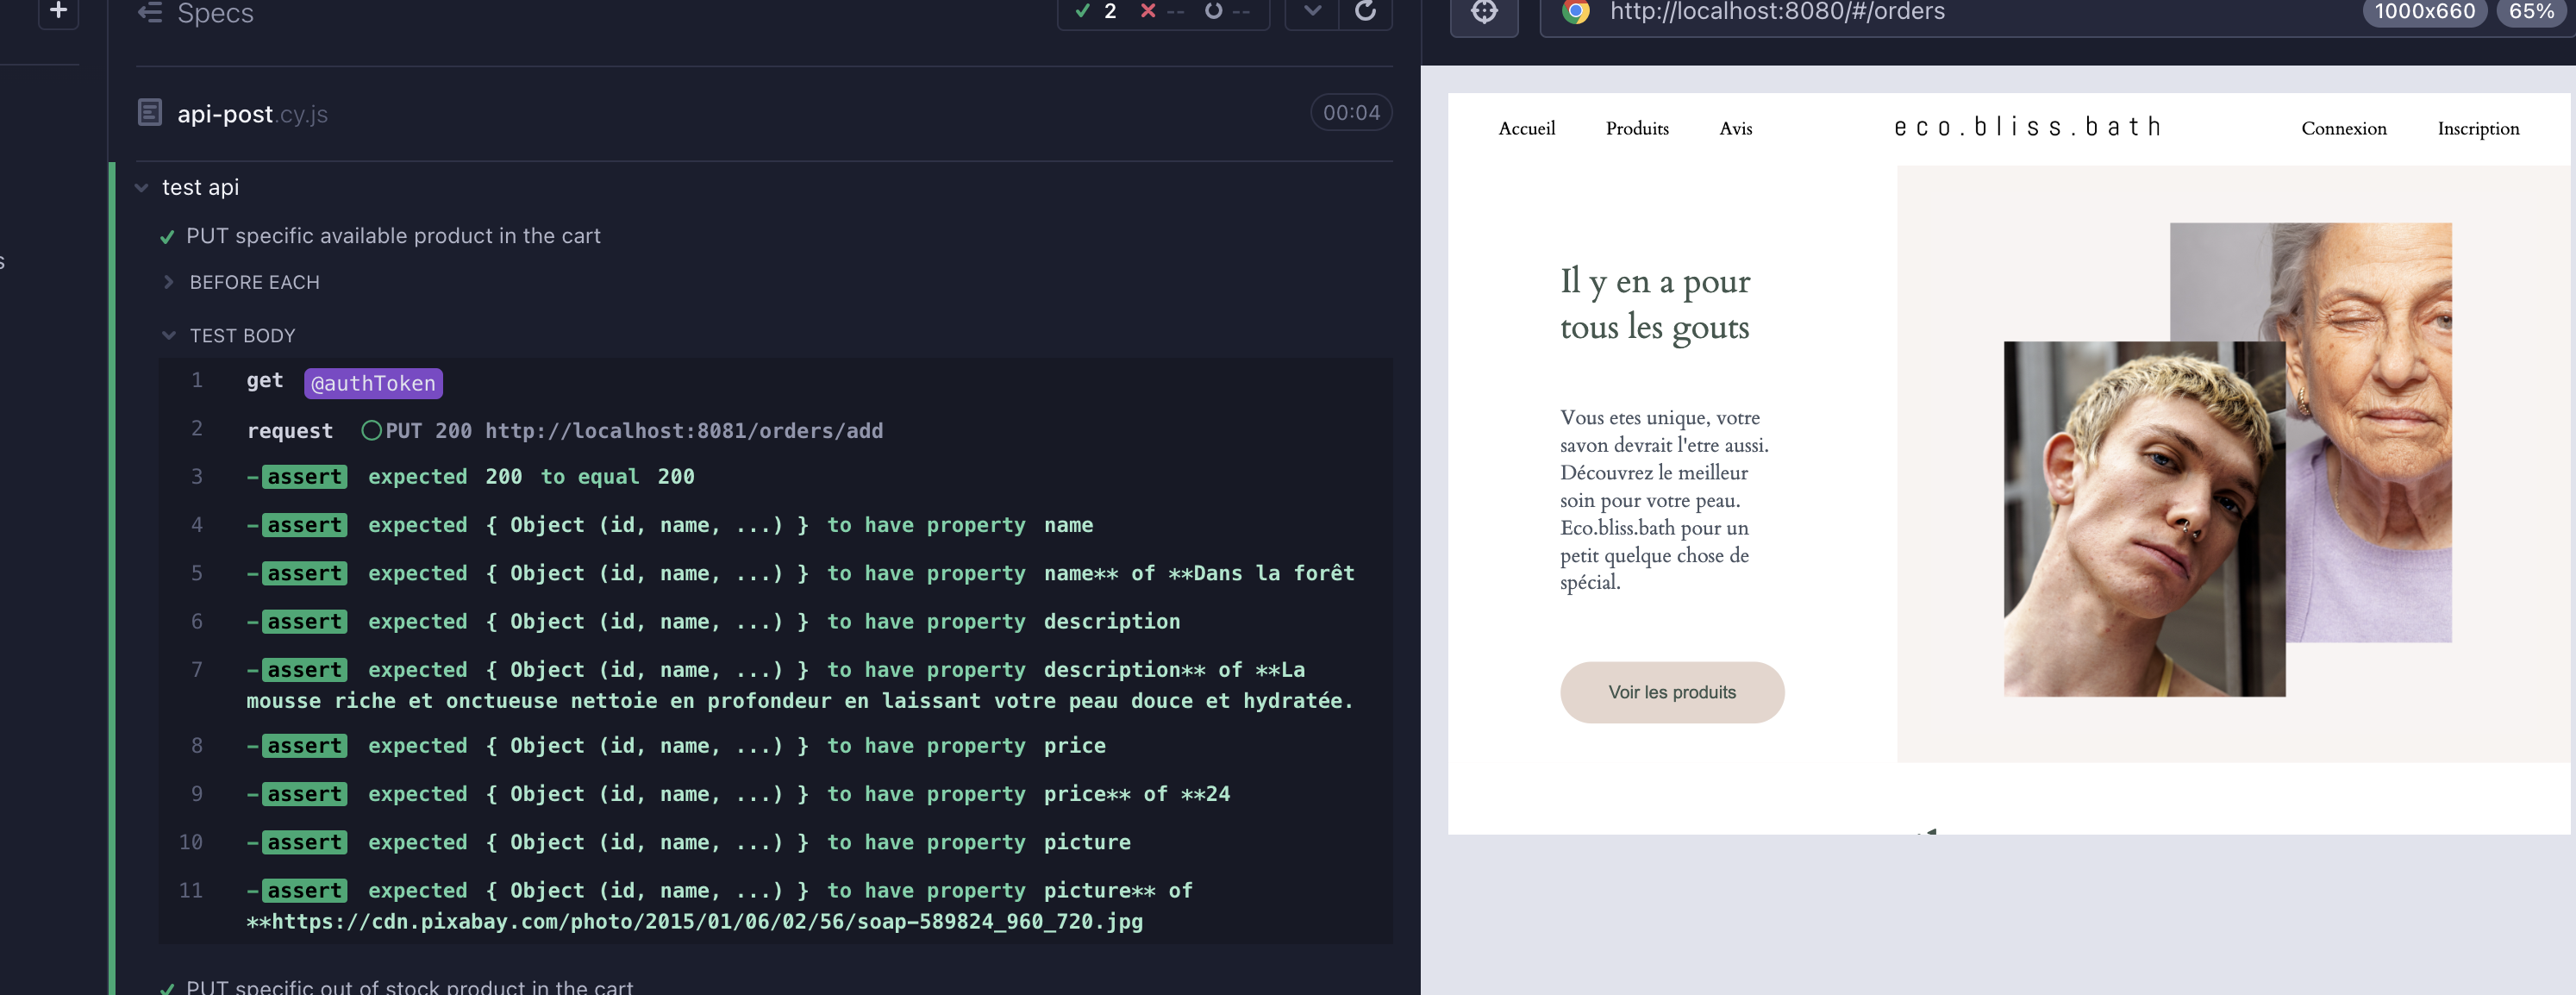 Specs
2 -- --
api-post.cy.js
00:04
test api
PUT specific available product in the cart
BEFORE EACH
TEST BODY
1 get @authToken
2 request PUT 200 http://localhost:8081/orders/add
3 -assert expected 200 to equal 200
4 -assert expected { Object (id, name, ...) } to have property name
5 -assert expected { Object (id, name, ...) } to have property name** of **Dans la forêt
6 -assert expected { Object (id, name, ...) } to have property description
7 -assert expected { Object (id, name, ...) } to have property description** of **La
mousse riche et onctueuse nettoie en profondeur en laissant votre peau douce et hydratée.
8 -assert expected { Object (id, name, ...) } to have property price
9 -assert expected { Object (id, name, ...) } to have property price** of **24
10 -assert expected { Object (id, name, ...) } to have property picture
11 -assert expected { Object (id, name, ...) } to have property picture** of
**https://cdn.pixabay.com/photo/2015/01/06/02/56/soap-589824_960_720.jpg
PUT specific out of stock product in the cart
s
http://localhost:8080/#/orders
1000x660 65%
Accueil Produits Avis eco.bliss.bath Connexion Inscription
Il y en a pour
tous les gouts
Vous etes unique, votre
savon devrait l'etre aussi.
Découvrez le meilleur
soin pour votre peau.
Eco.bliss.bath pour un
petit quelque chose de
spécial.
Voir les produits